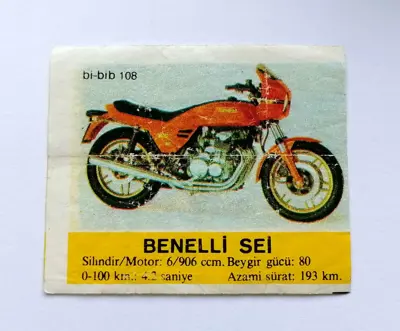 bi-bib 108
BENELLİ SEİ
Silindir/Motor: 6/906 ccm. Beygir gücü: 80
0-100 km.: 4.2 saniye Azami sürat: 193 km.